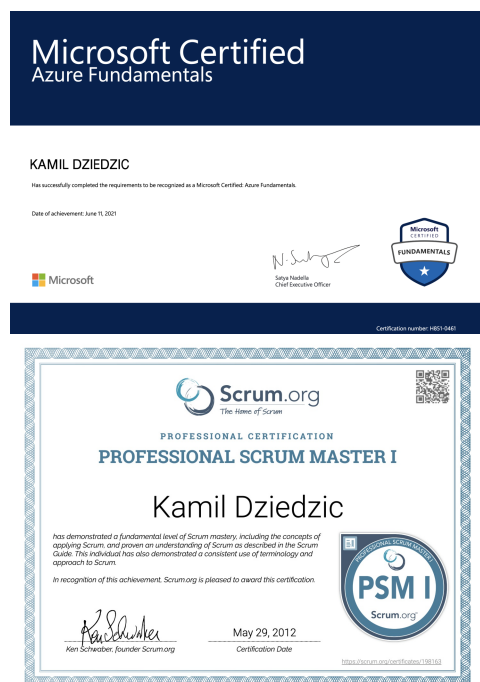 Microsoft Certified
Azure Fundamentals
KAMIL DZIEDZIC
Has successfully completed the requirements to be recognized as a Microsoft Certified: Azure Fundamentals.
Date of achievement: June 11, 2021
Microsoft
CERTIFIED
FUNDAMENTALS
Satya Nadella
Chief Executive Officer
Microsoft
Certification number: H851-0461
Scrum.org
The Home of Scrum
PROFESSIONAL CERTIFICATION
PROFESSIONAL SCRUM MASTER I
Kamil Dziedzic
has demonstrated a fundamental level of Scrum mastery, including the concepts of
applying Scrum, and proven an understanding of Scrum as described in the Scrum
Guide. This individual has also demonstrated a consistent use of terminology and
approach to Scrum.
In recognition of this achievement, Scrum.org is pleased to award this certification.
PROFESSIONAL SCRUM MASTER I
PSM I
Scrum.org
Ken Schwaber
Ken Schwaber, founder Scrum.org
May 29, 2012
Certification Date
https://scrum.org/certificates/198163